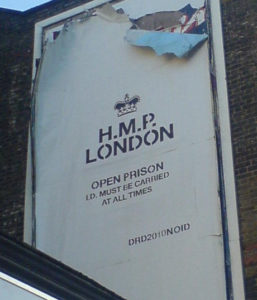 H.M.P.
LONDON
OPEN PRISON
I.D. MUST BE CARRIED
AT ALL TIMES
DRD2010NOID